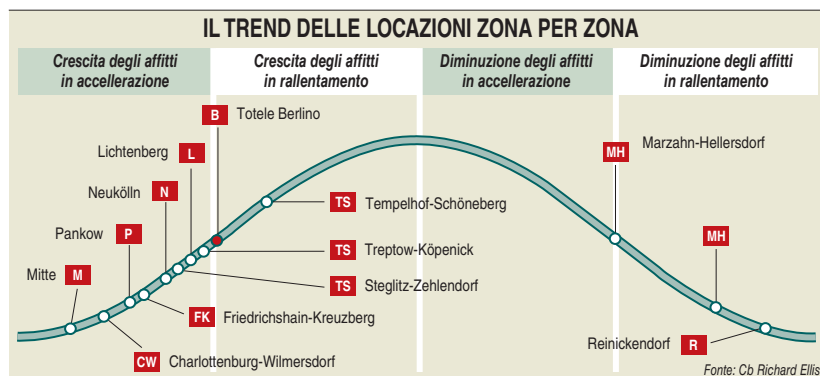 IL TREND DELLE LOCAZIONI ZONA PER ZONA
Crescita degli affitti
in accellerazione
Crescita degli affitti
in rallentamento
Diminuzione degli affitti
in accellerazione
Diminuzione degli affitti
in rallentamento
B Totele Berlino
Lichtenberg L
MH Marzahn-Hellersdorf
Neukölln N
TS Tempelhof-Schöneberg
Pankow P
MH
TS Treptow-Köpenick
Mitte M
TS Steglitz-Zehlendorf
FK Friedrichshain-Kreuzberg
Reinickendorf R
CW Charlottenburg-Wilmersdorf
Fonte: Cb Richard Ellis